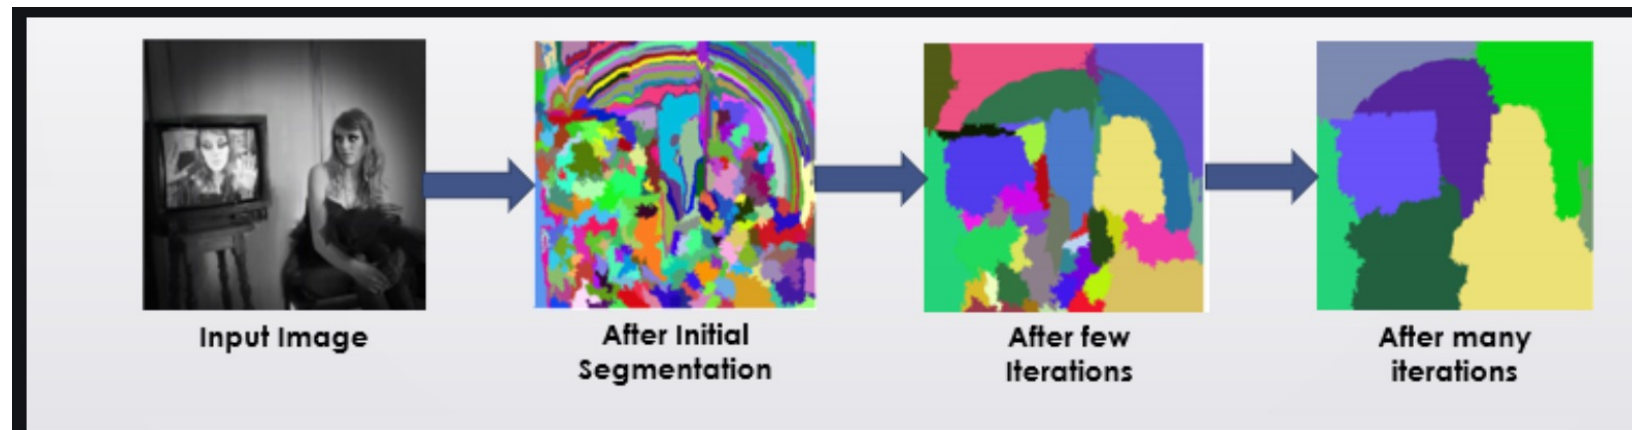 Input Image
After Initial
Segmentation
After few
Iterations
After many
iterations